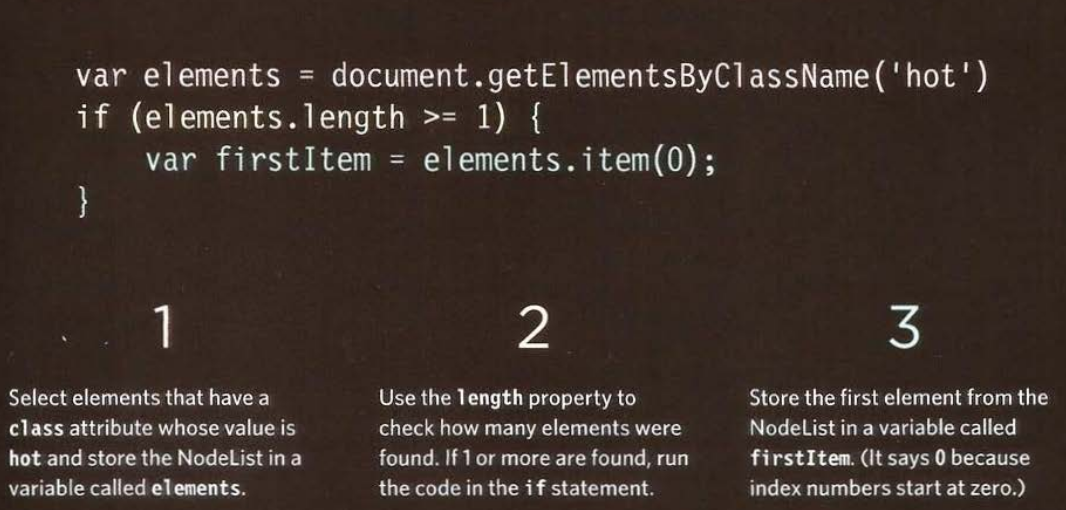 var elements = document.getElementsByClassName('hot')
if (elements.length >= 1) {
    var firstItem = elements.item(0);
}
1
Select elements that have a
class attribute whose value is
hot and store the NodeList in a
variable called elements.
2
Use the length property to
check how many elements were
found. If 1 or more are found, run
the code in the if statement.
3
Store the first element from the
NodeList in a variable called
firstItem. (It says 0 because
index numbers start at zero.)